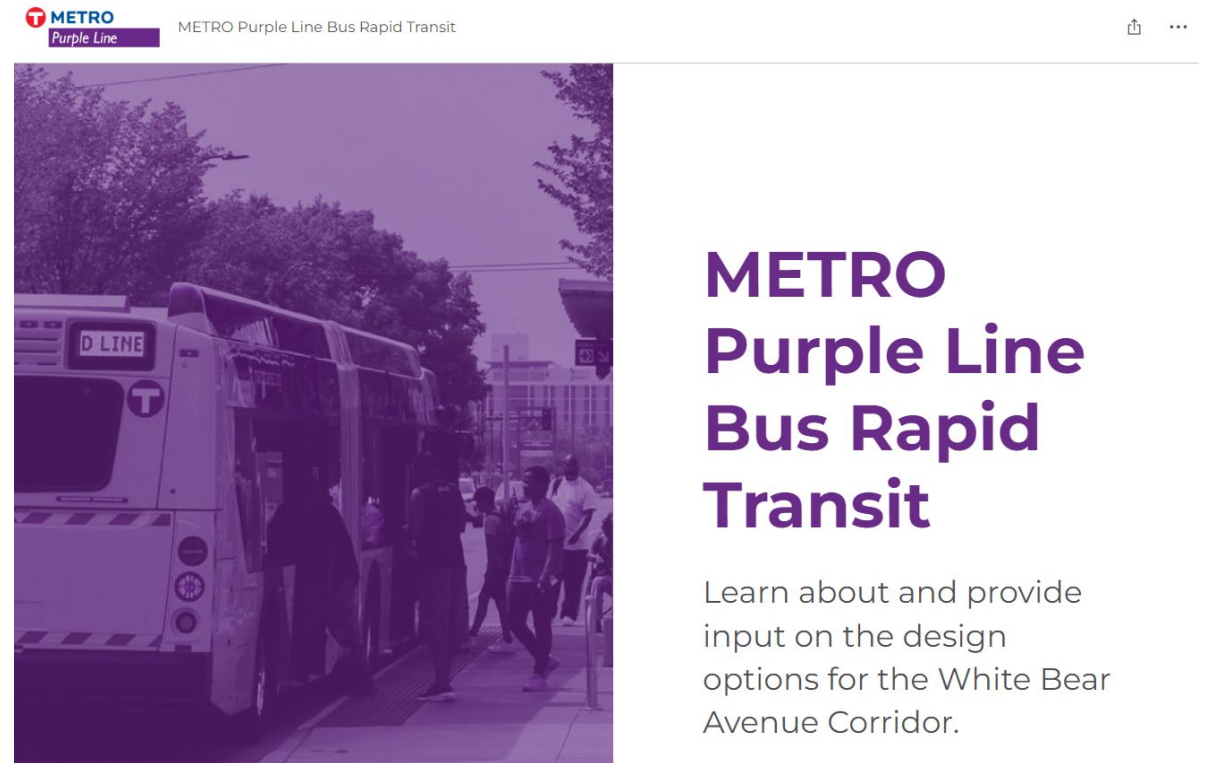 T METRO
Purple Line
METRO Purple Line Bus Rapid Transit
D LINE
T
METRO
Purple Line
Bus Rapid
Transit
Learn about and provide
input on the design
options for the White Bear
Avenue Corridor.